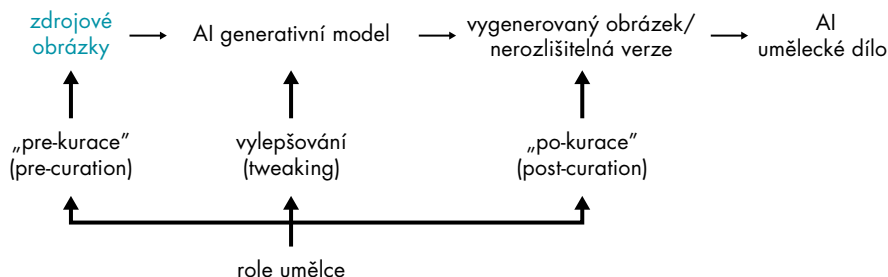 zdrojové
obrázky
AI generativní model
vygenerovaný obrázek/
nerozlišitelná verze
AI
umělecké dílo
„pre-kurace”
(pre-curation)
vylepšování
(tweaking)
„po-kurace”
(post-curation)
role umělce